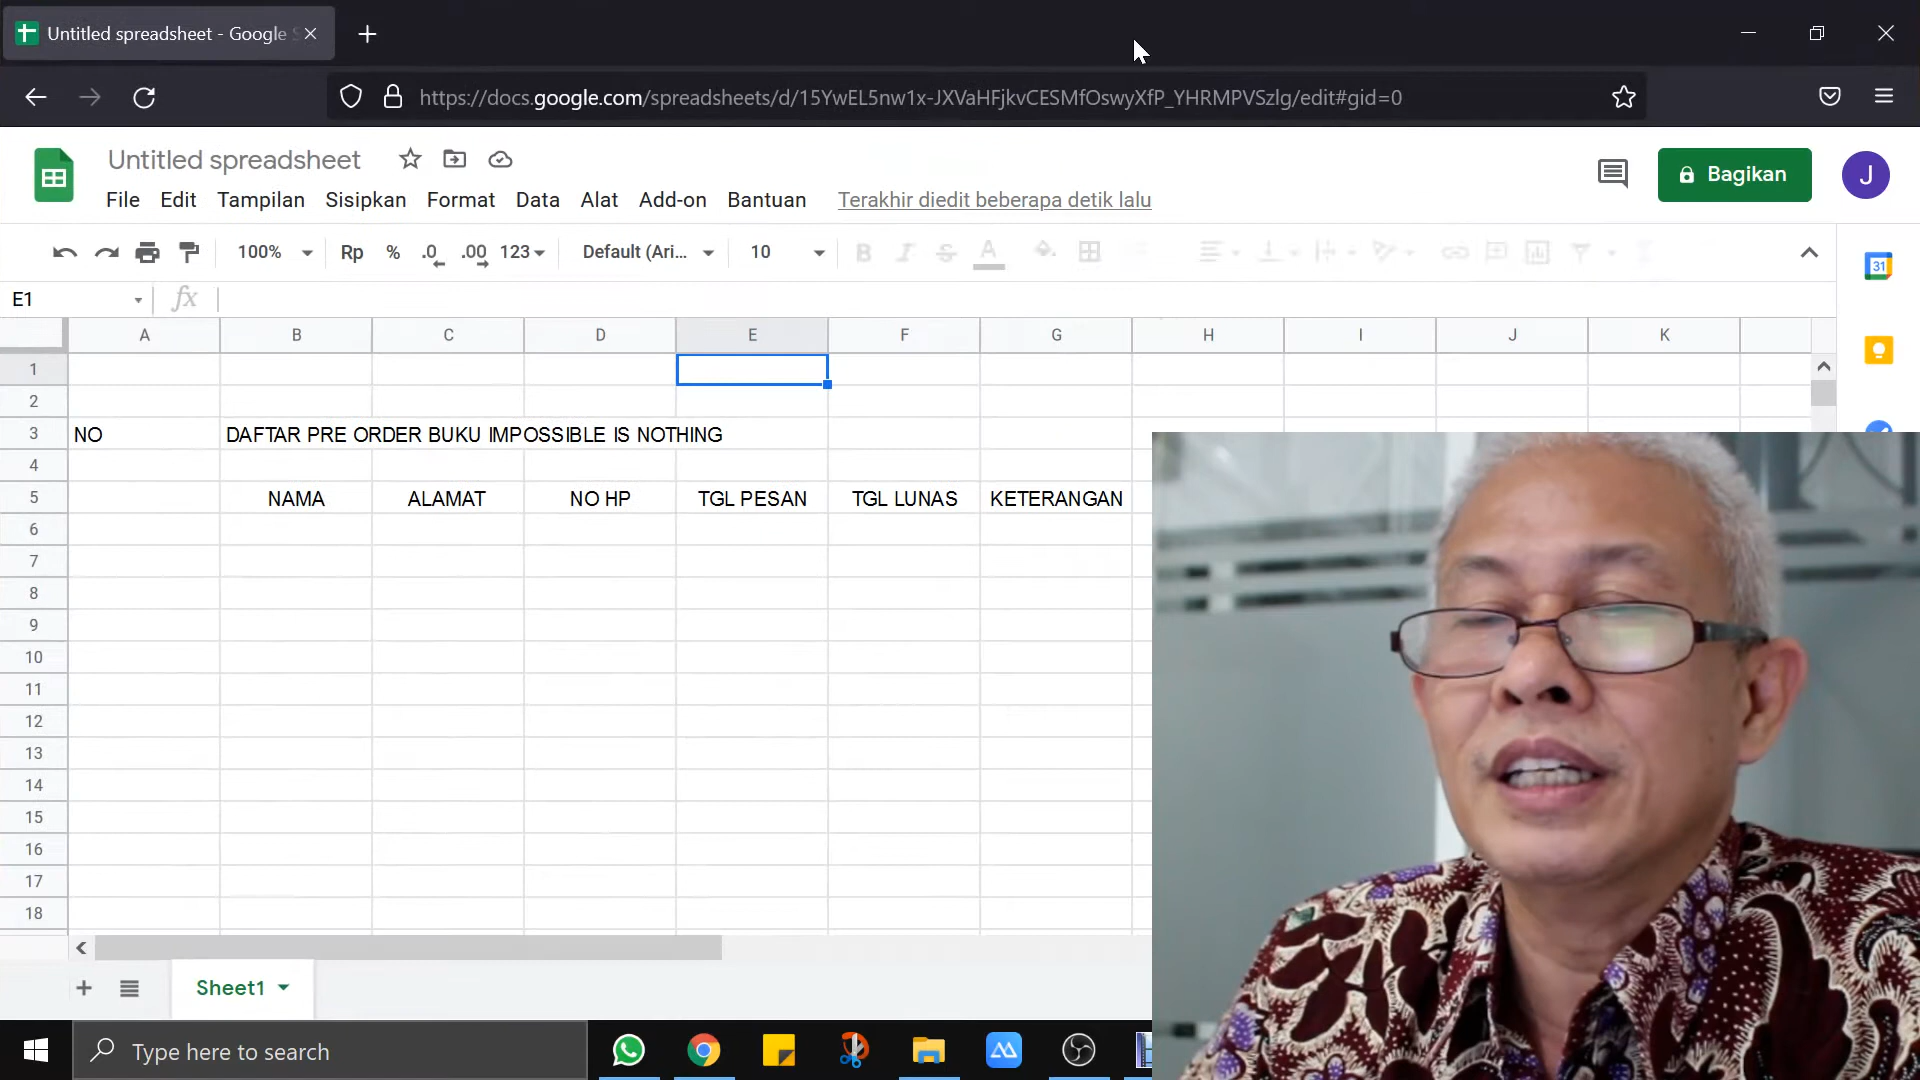 Untitled spreadsheet - Google S
https://docs.google.com/spreadsheets/d/15YwEL5nw1x-JXVaHFjkvCESMfOswyXfP_YHRMPVSzlg/edit#gid=0
Untitled spreadsheet
Bagikan
J
File Edit Tampilan Sisipkan Format Data Alat Add-on Bantuan Terakhir diedit beberapa detik lalu
100% Rp % .0 .00 123 Default (Ari... 10 B I S A
31
E1 fx
A B C D E F G H I J K
1
2
3 NO DAFTAR PRE ORDER BUKU IMPOSSIBLE IS NOTHING
4
5 NAMA ALAMAT NO HP TGL PESAN TGL LUNAS KETERANGAN
6
7
8
9
10
11
12
13
14
15
16
17
18
Sheet1
Type here to search